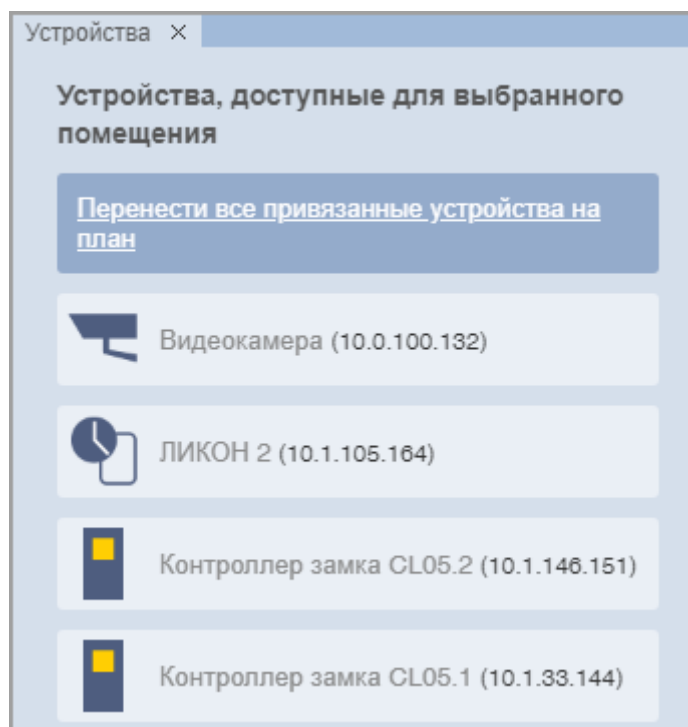 Устройства ×
Устройства, доступные для выбранного
помещения
Перенести все привязанные устройства на
план
Видеокамера (10.0.100.132)
ЛИКОН 2 (10.1.105.164)
Контроллер замка CL05.2 (10.1.146.151)
Контроллер замка CL05.1 (10.1.33.144)